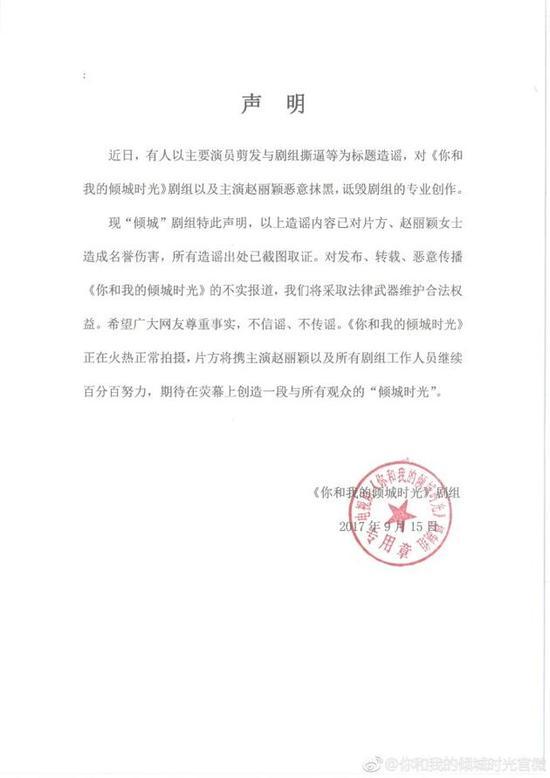 :
声 明
近日，有人以主要演员剪发与剧组撕逼等为标题造谣，对《你和
我的倾城时光》剧组以及主演赵丽颖恶意抹黑，诋毁剧组的专业创作。
现“倾城”剧组特此声明，以上造谣内容已对片方、赵丽颖女士
造成名誉伤害，所有造谣出处已截图取证。对发布、转载、恶意传播
《你和我的倾城时光》的不实报道，我们将采取法律武器维护合法权
益。希望广大网友尊重事实，不信谣、不传谣。《你和我的倾城时光》
正在火热正常拍摄，片方将携主演赵丽颖以及所有剧组工作人员继续
百分百努力，期待在荧幕上创造一段与所有观众的“倾城时光”。
《你和我的倾城时光》剧组
2017 年 9 月 15 日
电视剧《你和我的倾城时光》摄制组
专用章
@你和我的倾城时光官微